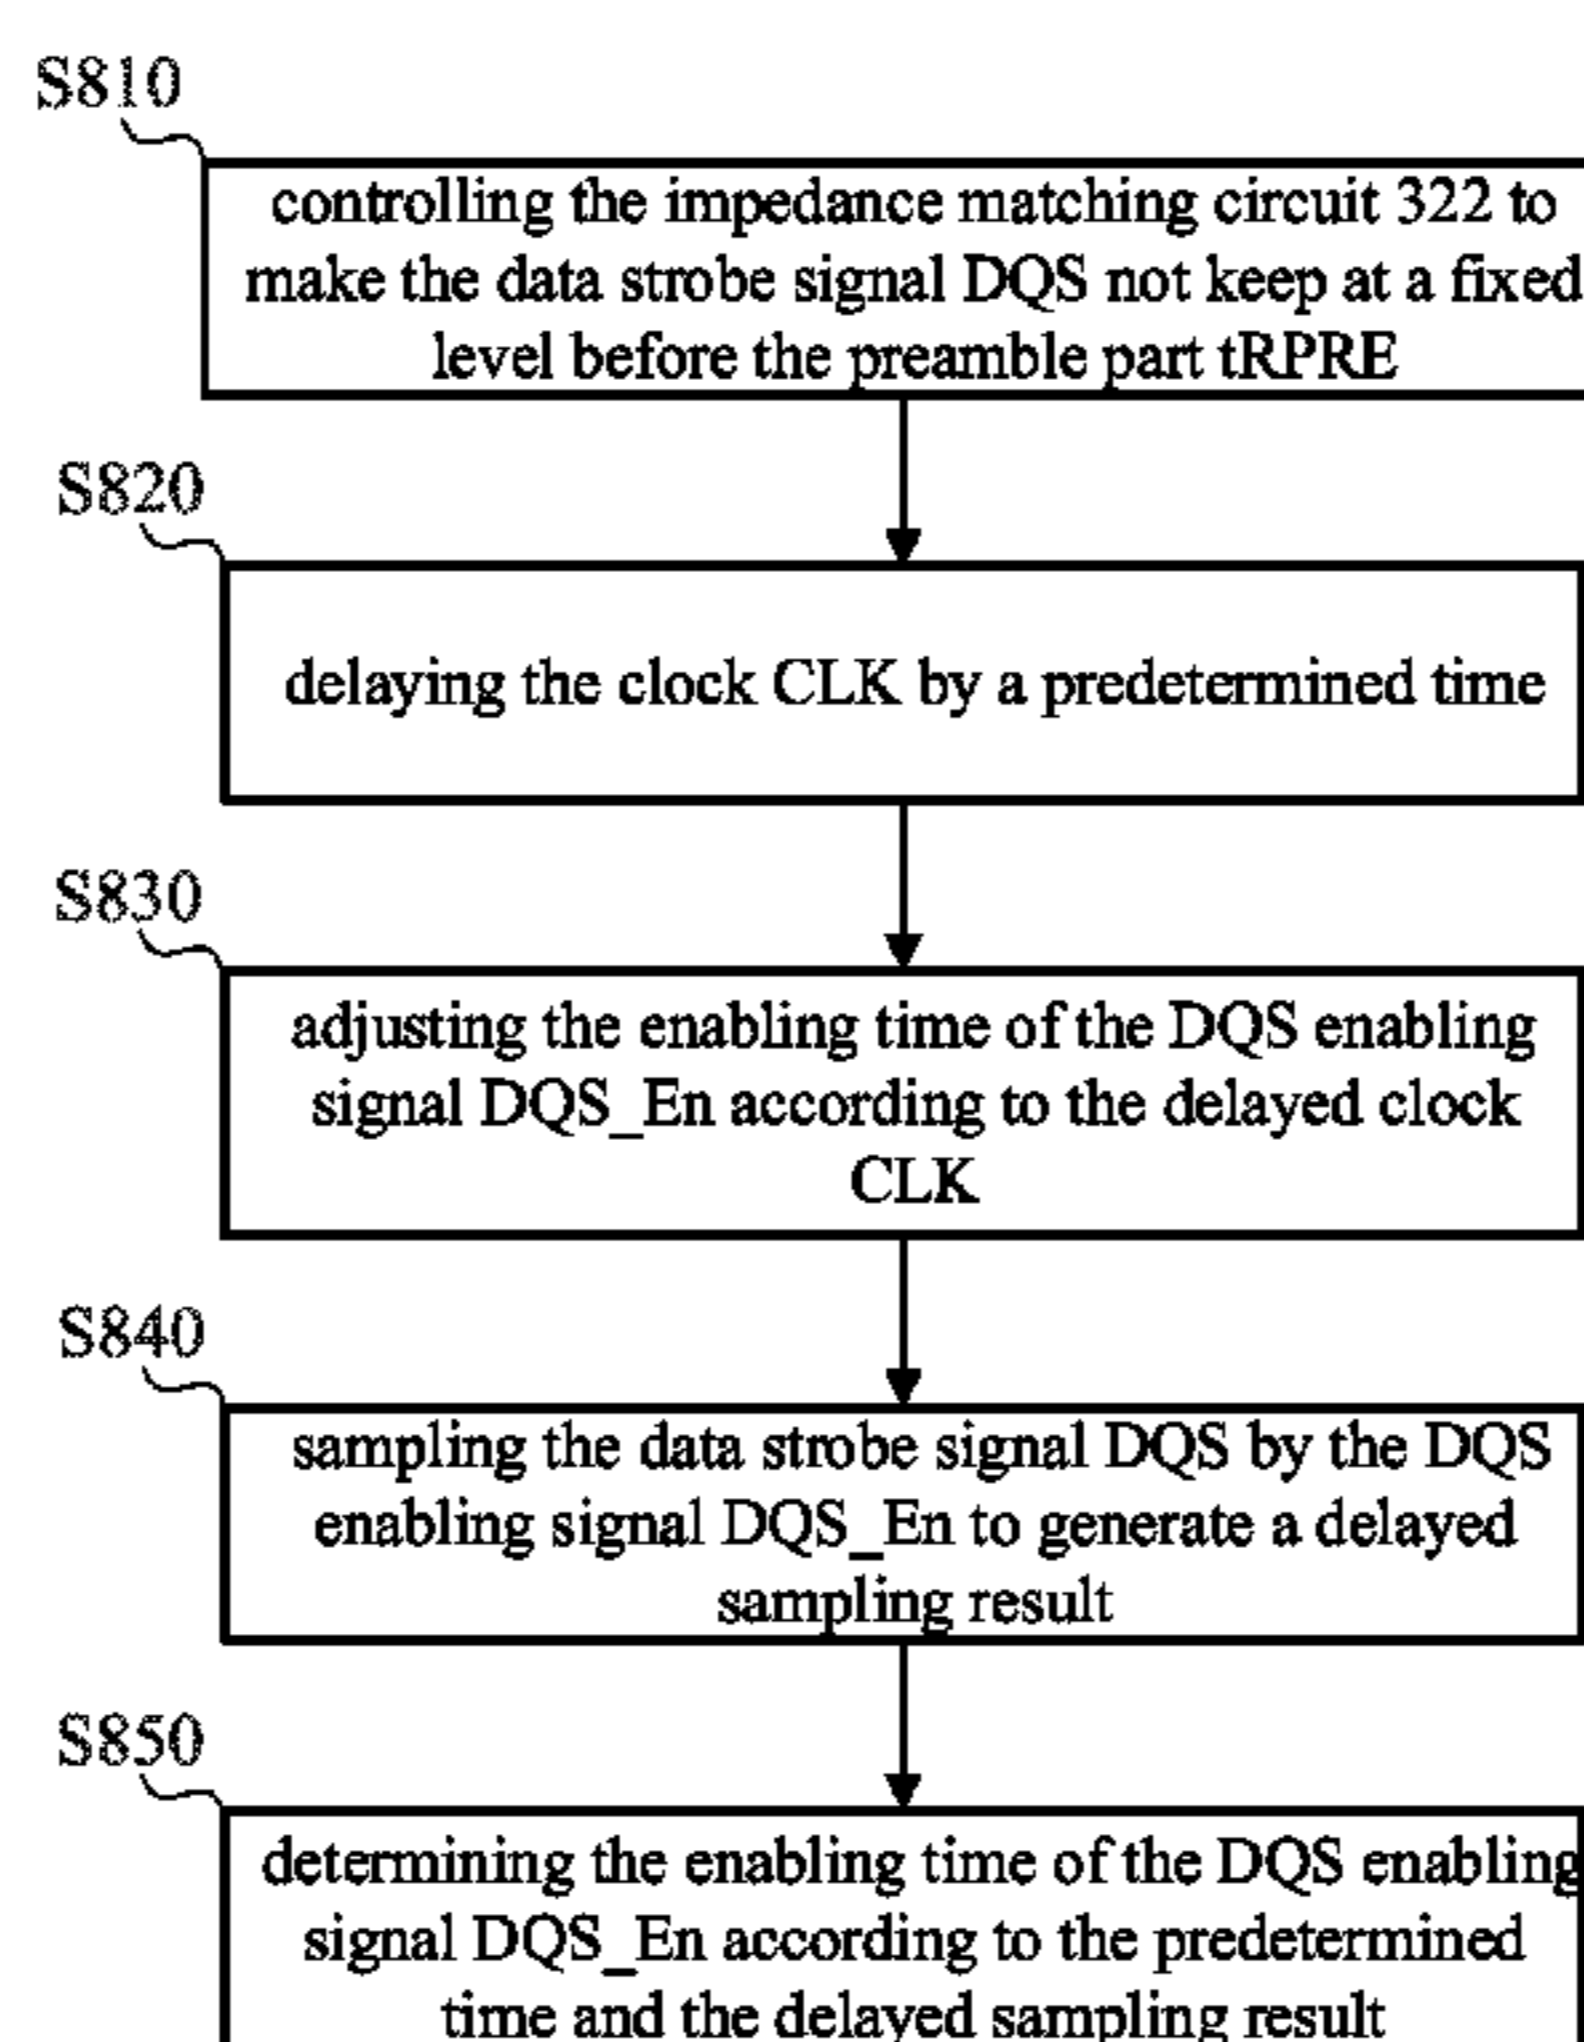 S810
controlling the impedance matching circuit 322 to
make the data strobe signal DQS not keep at a fixed
level before the preamble part tRPRE
S820
delaying the clock CLK by a predetermined time
S830
adjusting the enabling time of the DQS enabling
signal DQS_En according to the delayed clock
CLK
S840
sampling the data strobe signal DQS by the DQS
enabling signal DQS_En to generate a delayed
sampling result
S850
determining the enabling time of the DQS enabling
signal DQS_En according to the predetermined
time and the delayed sampling result